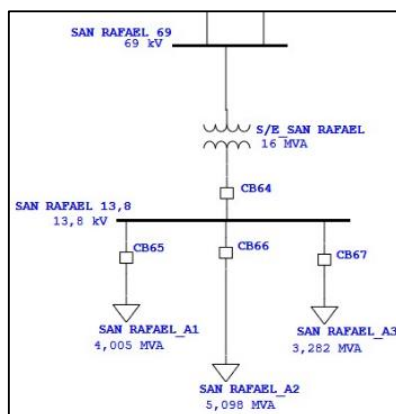 SAN RAFAEL 69
69 kV
S/E_SAN RAFAEL
16 MVA
CB64
SAN RAFAEL 13,8
13,8 kV
CB65
CB66
CB67
SAN RAFAEL_A1
4,005 MVA
SAN RAFAEL_A3
3,282 MVA
SAN RAFAEL_A2
5,098 MVA